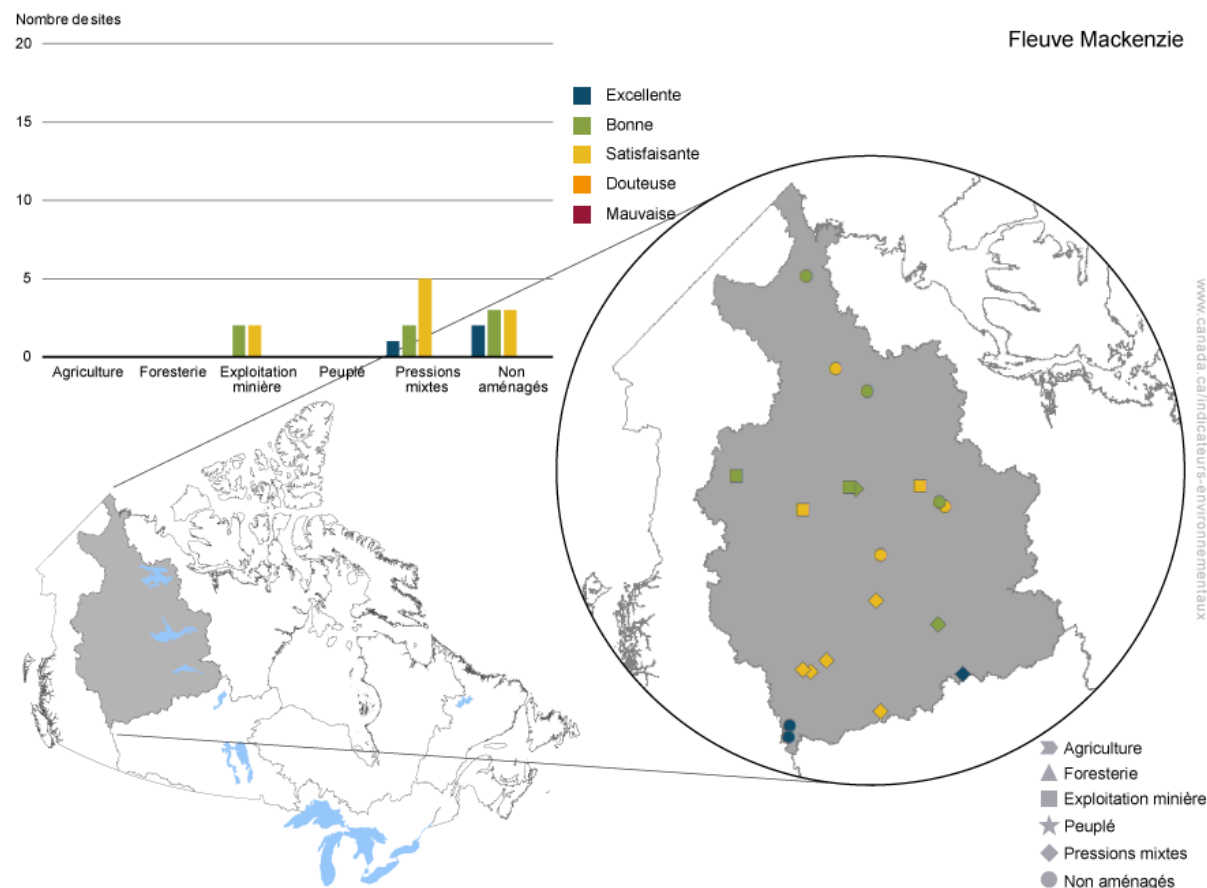 Nombre de sites
Fleuve Mackenzie
20
15
10
5
0
Excellente
Bonne
Satisfaisante
Douteuse
Mauvaise
Agriculture
Foresterie
Exploitation
minière
Peuplé
Pressions
mixtes
Non
aménagés
www.canada.ca/indicateurs-environnementaux
Agriculture
Foresterie
Exploitation minière
Peuplé
Pressions mixtes
Non aménagés